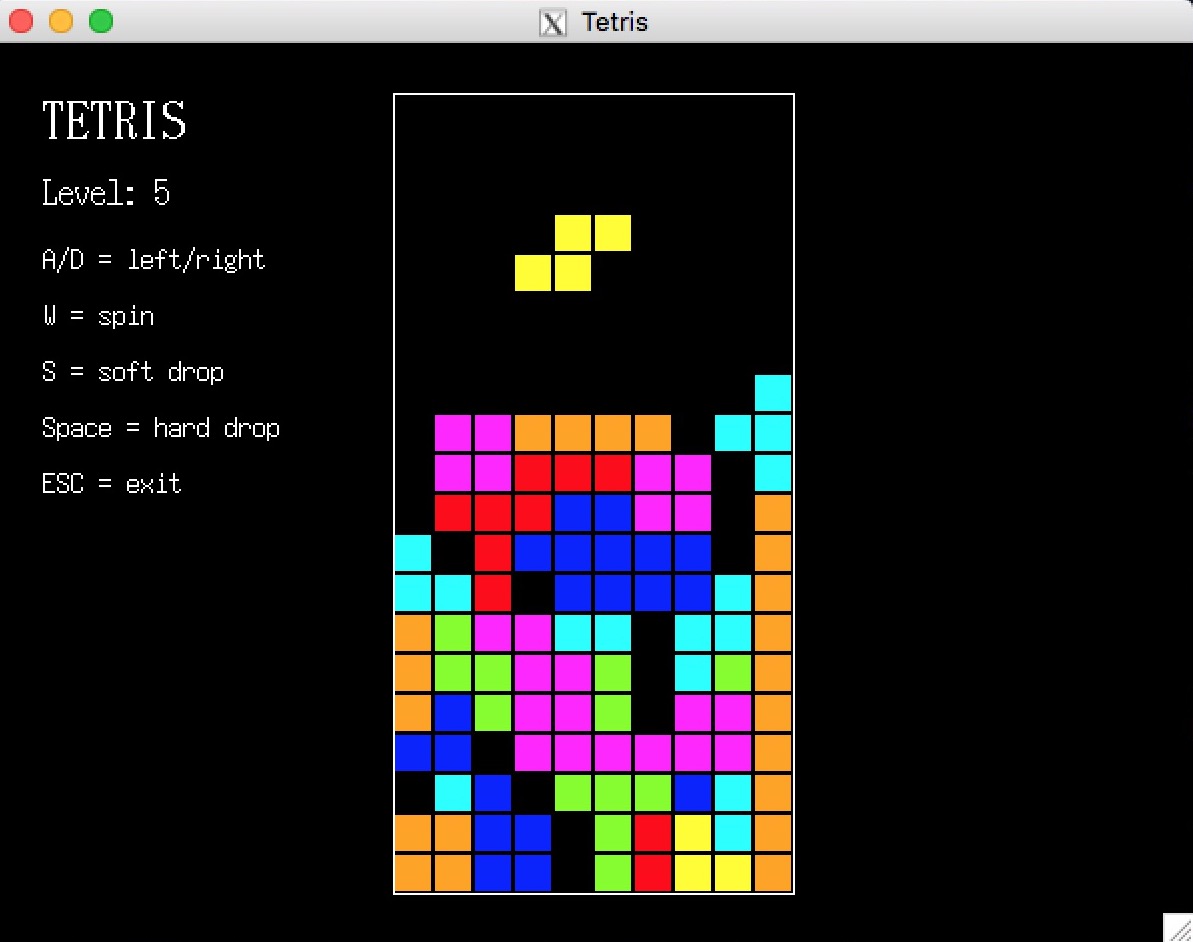 Tetris
TETRIS
Level: 5
A/D = left/right
W = spin
S = soft drop
Space = hard drop
ESC = exit